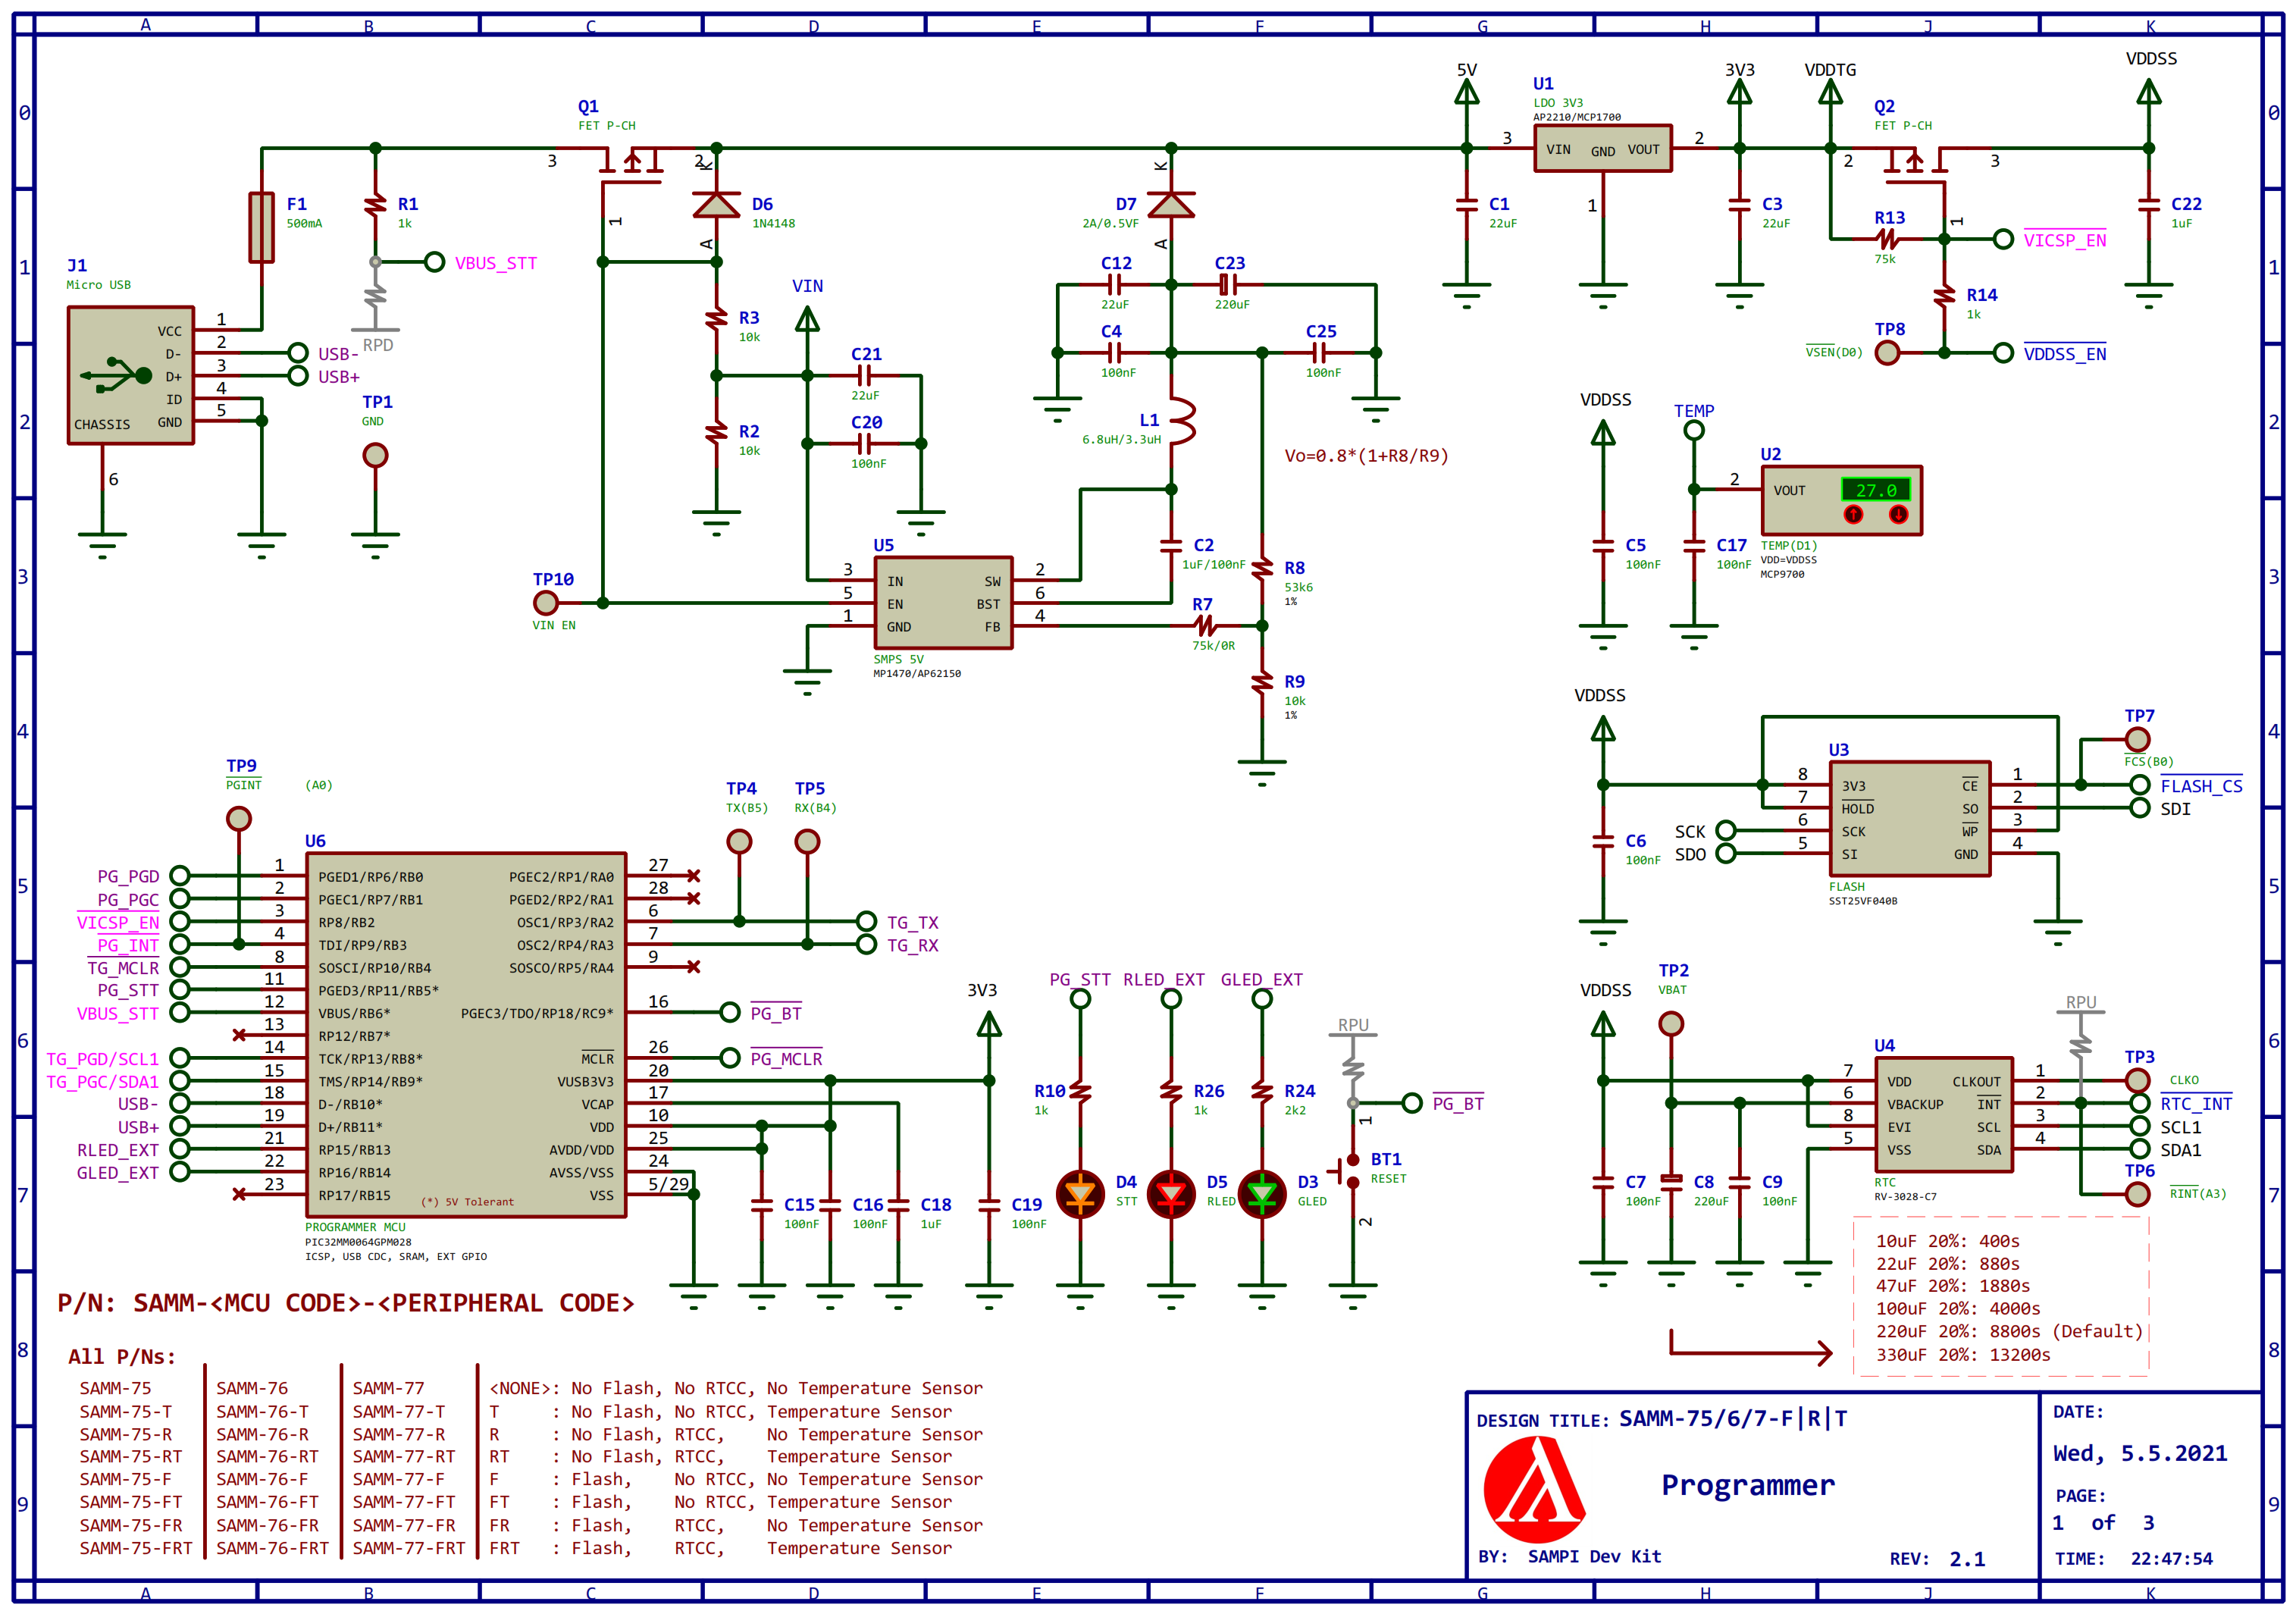 A B C D E F G H J K
0 0
1 1
2 2
3 3
4 4
5 5
6 6
7 7
8 8
9 9
J1
Micro USB
VCC 1
D- 2 USB-
D+ 3 USB+
ID 4
GND 5
CHASSIS
6
F1
500mA
R1
1k
VBUS_STT
RPD
TP1
GND
Q1
FET P-CH
3 2
1
K
D6
1N4148
A
R3
10k
R2
10k
VIN
C21
22uF
C20
100nF
TP10
VIN EN
U5
3 IN SW 2
5 EN BST 6
1 GND FB 4
SMPS 5V
MP1470/AP62150
K
D7
2A/0.5VF
A
C12
22uF
C23
220uF
C4
100nF
C25
100nF
L1
6.8uH/3.3uH
Vo=0.8*(1+R8/R9)
C2
1uF/100nF
R8
53k6
1%
R7
75k/0R
R9
10k
1%
5V
C1
22uF
U1
LDO 3V3
AP2210/MCP1700
3 VIN GND VOUT 2
1
3V3
C3
22uF
VDDTG
Q2
FET P-CH
2 3
1
R13
75k
VICSP_EN
R14
1k
TP8
VSEN(D0)
VDDSS_EN
VDDSS
C22
1uF
VDDSS
C5
100nF
TEMP
C17
100nF
U2
2 VOUT 27.0
TEMP(D1)
VDD=VDDSS
MCP9700
VDDSS
C6
100nF
U3
8 3V3 CE 1 FLASH_CS
7 HOLD SO 2 SDI
SCK 6 SCK WP 3
SDO 5 SI GND 4
FLASH
SST25VF040B
TP7
FCS(B0)
TP9
PGINT (A0)
TP4
TX(B5)
TP5
RX(B4)
U6
PG_PGD 1 PGED1/RP6/RB0 PGEC2/RP1/RA0 27
PG_PGC 2 PGEC1/RP7/RB1 PGED2/RP2/RA1 28
VICSP_EN 3 RP8/RB2 OSC1/RP3/RA2 6 TG_TX
PG_INT 4 TDI/RP9/RB3 OSC2/RP4/RA3 7 TG_RX
TG_MCLR 8 SOSCI/RP10/RB4 SOSCO/RP5/RA4 9
PG_STT 11 PGED3/RP11/RB5*
VBUS_STT 12 VBUS/RB6* PGEC3/TDO/RP18/RC9* 16 PG_BT
13 RP12/RB7*
TG_PGD/SCL1 14 TCK/RP13/RB8* MCLR 26 PG_MCLR
TG_PGC/SDA1 15 TMS/RP14/RB9* VUSB3V3 20
USB- 18 D-/RB10* VCAP 17
USB+ 19 D+/RB11* VDD 10
RLED_EXT 21 RP15/RB13 AVDD/VDD 25
GLED_EXT 22 RP16/RB14 AVSS/VSS 24
23 RP17/RB15 (*) 5V Tolerant VSS 5/29
PROGRAMMER MCU
PIC32MM0064GPM028
ICSP, USB CDC, SRAM, EXT GPIO
3V3
C15
100nF
C16
100nF
C18
1uF
C19
100nF
PG_STT RLED_EXT GLED_EXT
R10
1k
R26
1k
R24
2k2
D4
STT
D5
RLED
D3
GLED
RPU
PG_BT
1
BT1
RESET
2
VDDSS
TP2
VBAT
C7
100nF
C8
220uF
C9
100nF
RPU
U4
7 VDD CLKOUT 1
6 VBACKUP INT 2 RTC_INT
8 EVI SCL 3 SCL1
5 VSS SDA 4 SDA1
RTC
RV-3028-C7
TP3
CLKO
TP6
RINT(A3)
10uF 20%: 400s
22uF 20%: 880s
47uF 20%: 1880s
100uF 20%: 4000s
220uF 20%: 8800s (Default)
330uF 20%: 13200s
P/N: SAMM-<MCU CODE>-<PERIPHERAL CODE>
All P/Ns:
SAMM-75 SAMM-76 SAMM-77 <NONE>: No Flash, No RTCC, No Temperature Sensor
SAMM-75-T SAMM-76-T SAMM-77-T T : No Flash, No RTCC, Temperature Sensor
SAMM-75-R SAMM-76-R SAMM-77-R R : No Flash, RTCC, No Temperature Sensor
SAMM-75-RT SAMM-76-RT SAMM-77-RT RT : No Flash, RTCC, Temperature Sensor
SAMM-75-F SAMM-76-F SAMM-77-F F : Flash, No RTCC, No Temperature Sensor
SAMM-75-FT SAMM-76-FT SAMM-77-FT FT : Flash, No RTCC, Temperature Sensor
SAMM-75-FR SAMM-76-FR SAMM-77-FR FR : Flash, RTCC, No Temperature Sensor
SAMM-75-FRT SAMM-76-FRT SAMM-77-FRT FRT : Flash, RTCC, Temperature Sensor
DESIGN TITLE: SAMM-75/6/7-F|R|T
Programmer
BY: SAMPI Dev Kit
REV: 2.1
DATE:
Wed, 5.5.2021
PAGE:
1 of 3
TIME: 22:47:54
A B C D E F G H J K